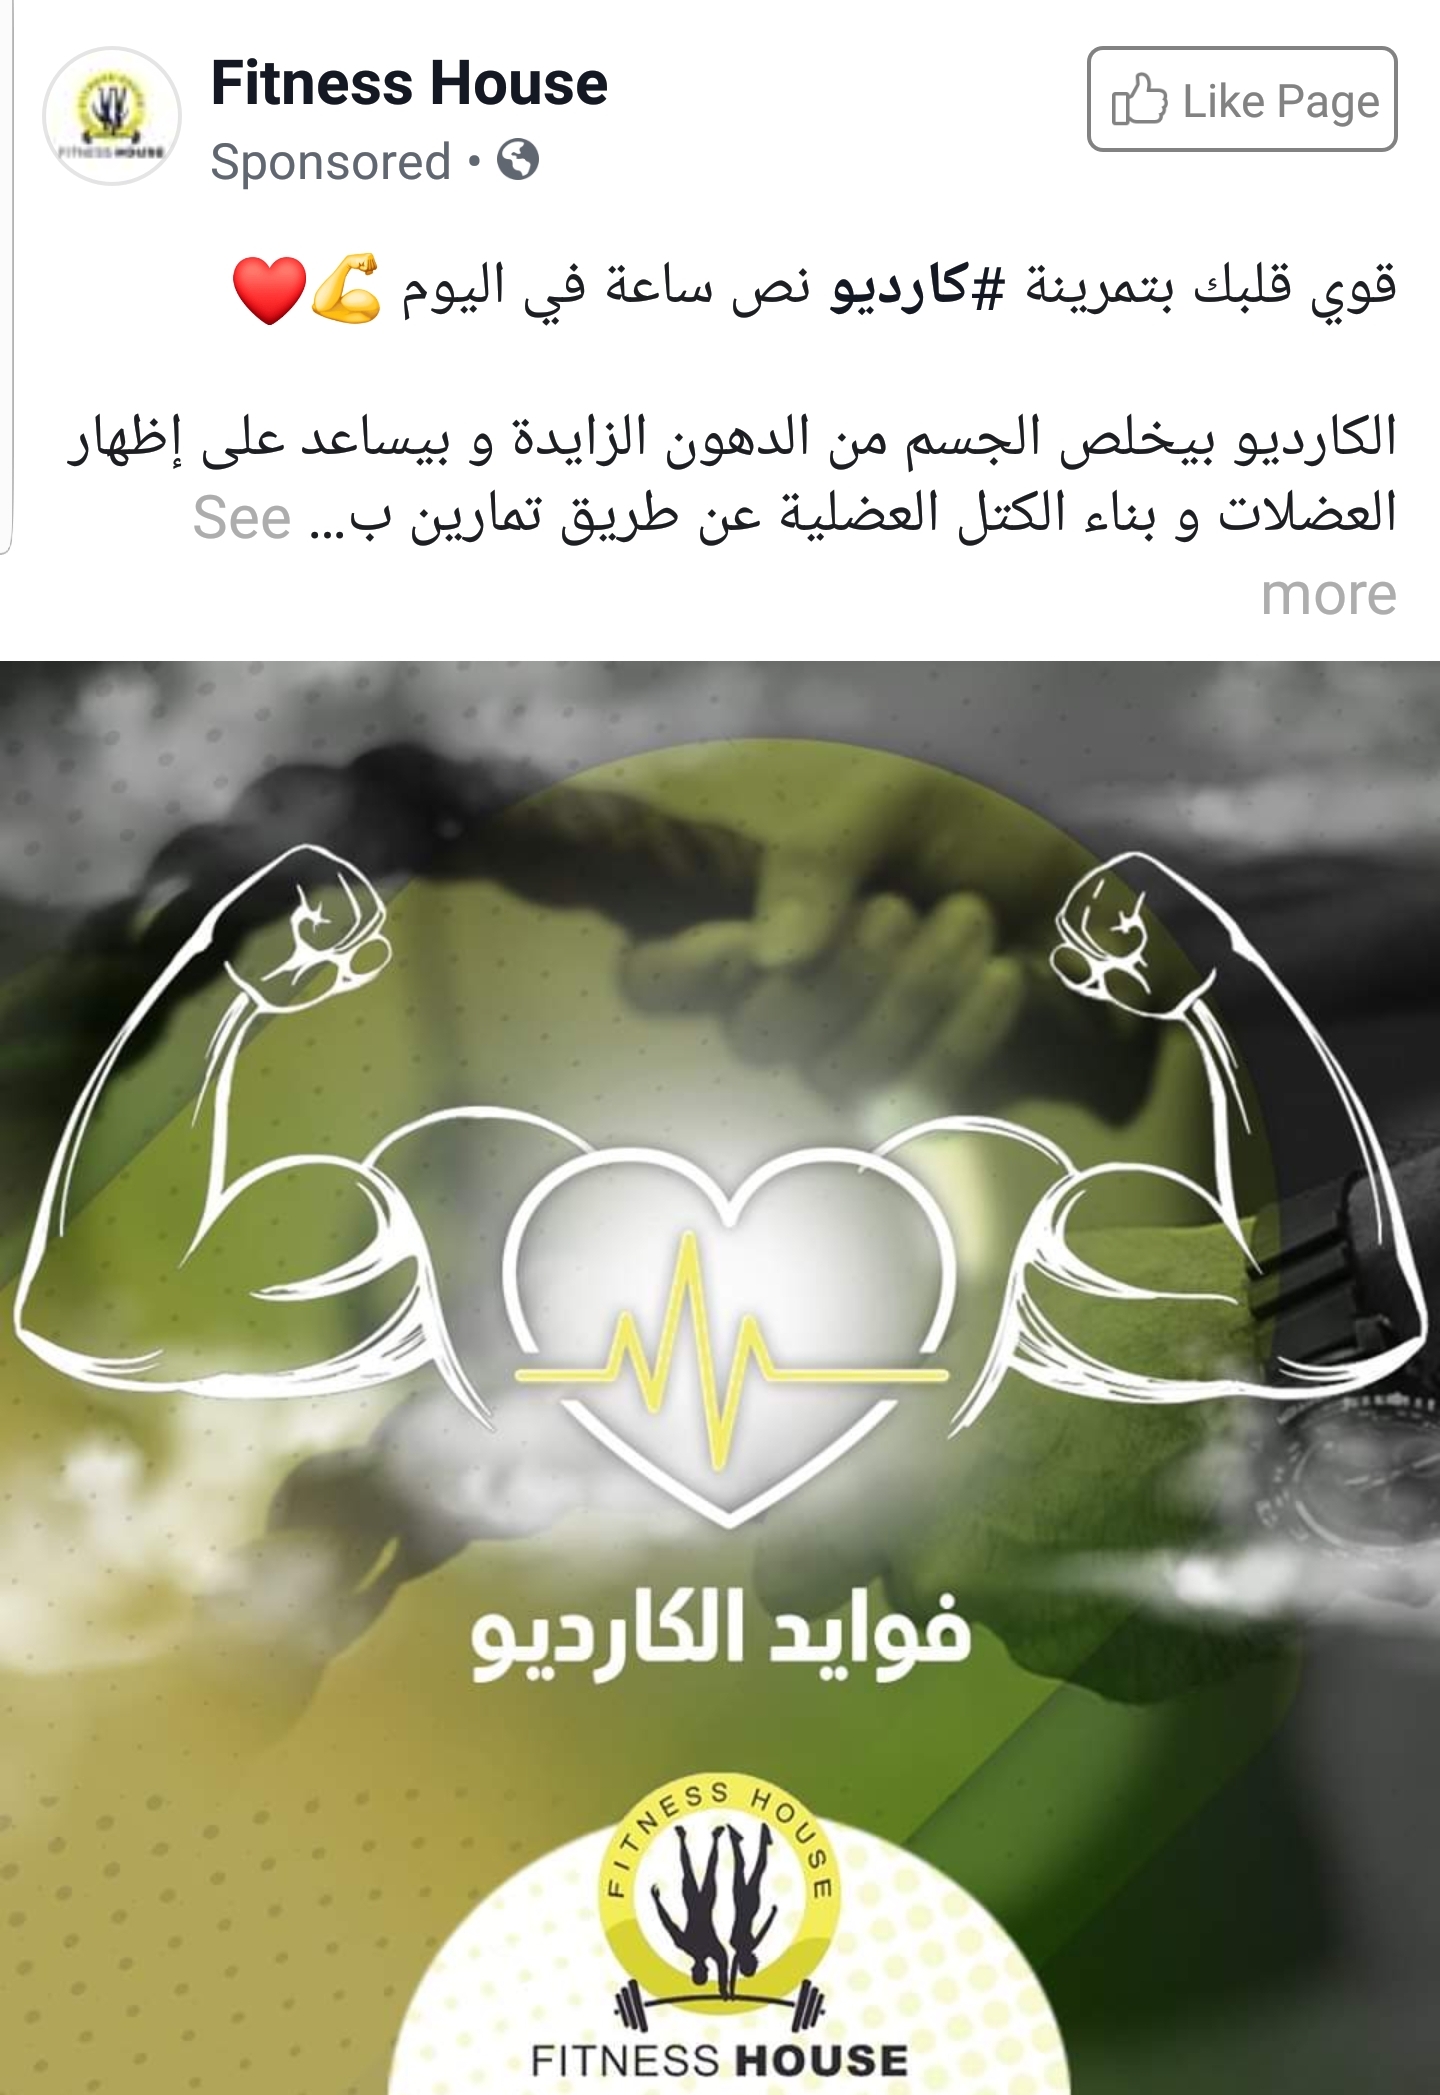 Fitness House
Like Page
Sponsored •
قوي قلبك بتمرينة #كارديو نص ساعة في اليوم 💪❤️
الكارديو بيخلص الجسم من الدهون الزايدة و بيساعد على إظهار
العضلات و بناء الكتل العضلية عن طريق تمارين ب... See
more
فوايد الكارديو
FITNESS HOUSE
FITNESS HOUSE